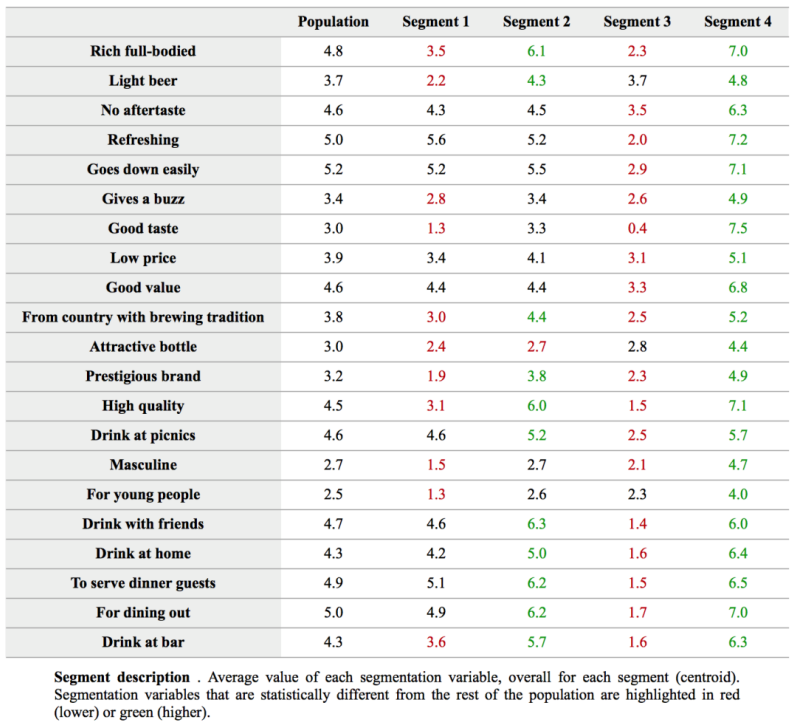 Population Segment 1 Segment 2 Segment 3 Segment 4
Rich full-bodied 4.8 3.5 6.1 2.3 7.0
Light beer 3.7 2.2 4.3 3.7 4.8
No aftertaste 4.6 4.3 4.5 3.5 6.3
Refreshing 5.0 5.6 5.2 2.0 7.2
Goes down easily 5.2 5.2 5.5 2.9 7.1
Gives a buzz 3.4 2.8 3.4 2.6 4.9
Good taste 3.0 1.3 3.3 0.4 7.5
Low price 3.9 3.4 4.1 3.1 5.1
Good value 4.6 4.4 4.4 3.3 6.8
From country with brewing tradition 3.8 3.0 4.4 2.5 5.2
Attractive bottle 3.0 2.4 2.7 2.8 4.4
Prestigious brand 3.2 1.9 3.8 2.3 4.9
High quality 4.5 3.1 6.0 1.5 7.1
Drink at picnics 4.6 4.6 5.2 2.5 5.7
Masculine 2.7 1.5 2.7 2.1 4.7
For young people 2.5 1.3 2.6 2.3 4.0
Drink with friends 4.7 4.6 6.3 1.4 6.0
Drink at home 4.3 4.2 5.0 1.6 6.4
To serve dinner guests 4.9 5.1 6.2 1.5 6.5
For dining out 5.0 4.9 6.2 1.7 7.0
Drink at bar 4.3 3.6 5.7 1.6 6.3
Segment description . Average value of each segmentation variable, overall for each segment (centroid).
Segmentation variables that are statistically different from the rest of the population are highlighted in red
(lower) or green (higher).